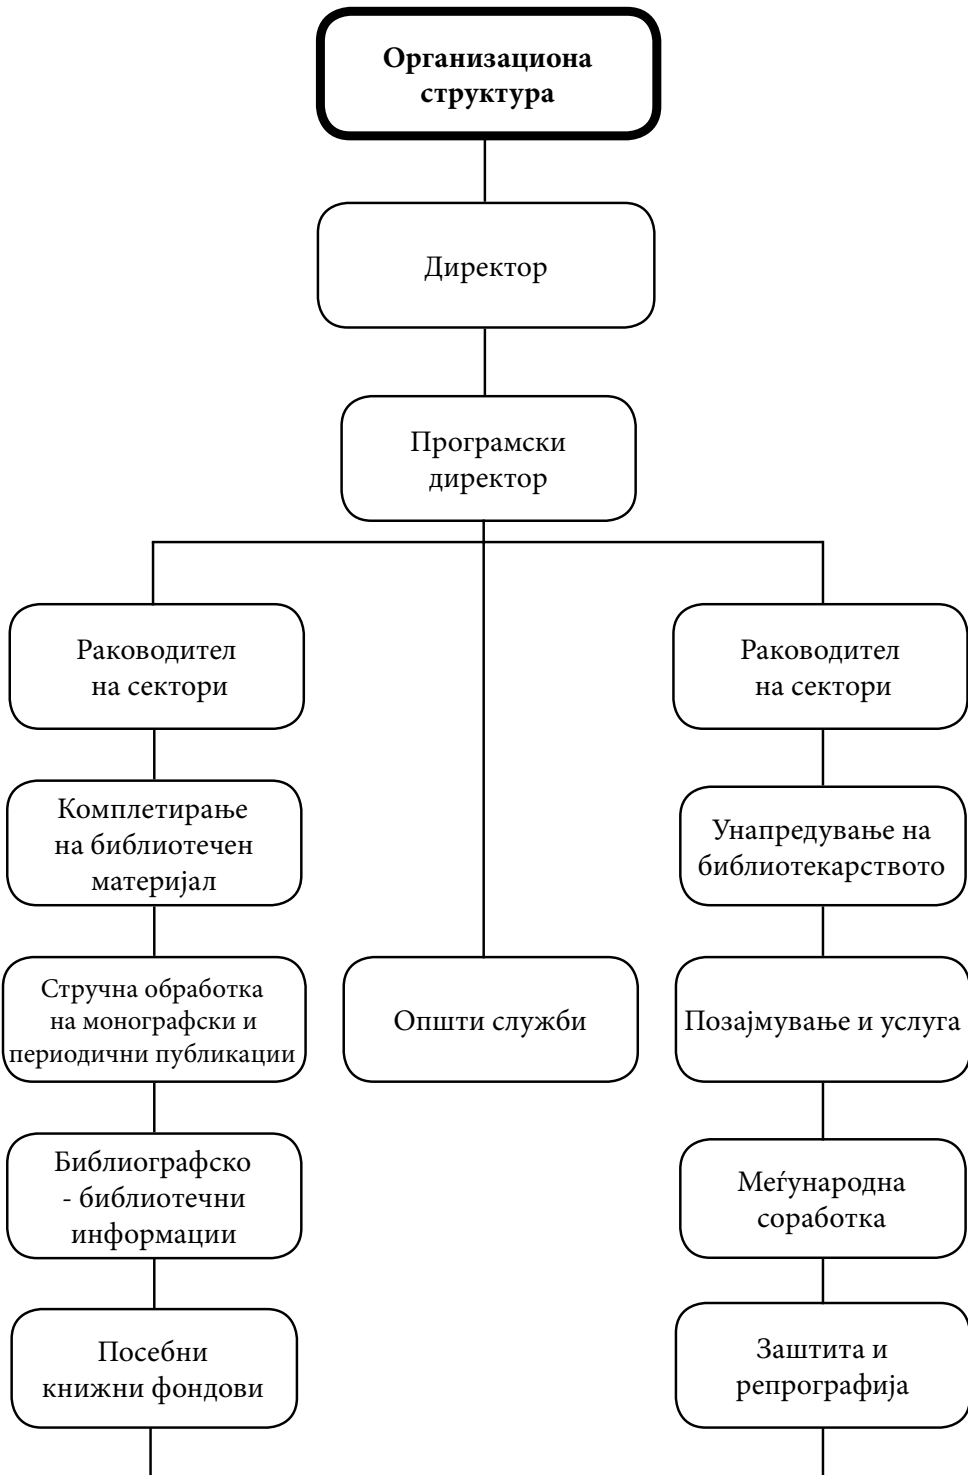 Организациона
структура
Директор
Програмски
директор
Раководител
на сектори
Раководител
на сектори
Комплетирање
на библиотечен
материјал
Унапредување на
библиотекарството
Стручна обработка
на монографски и
периодични публикации
Општи служби
Позајмување и услуга
Библиографско
- библиотечни
информации
Меѓународна
соработка
Посебни
книжни фондови
Заштита и
репрографија